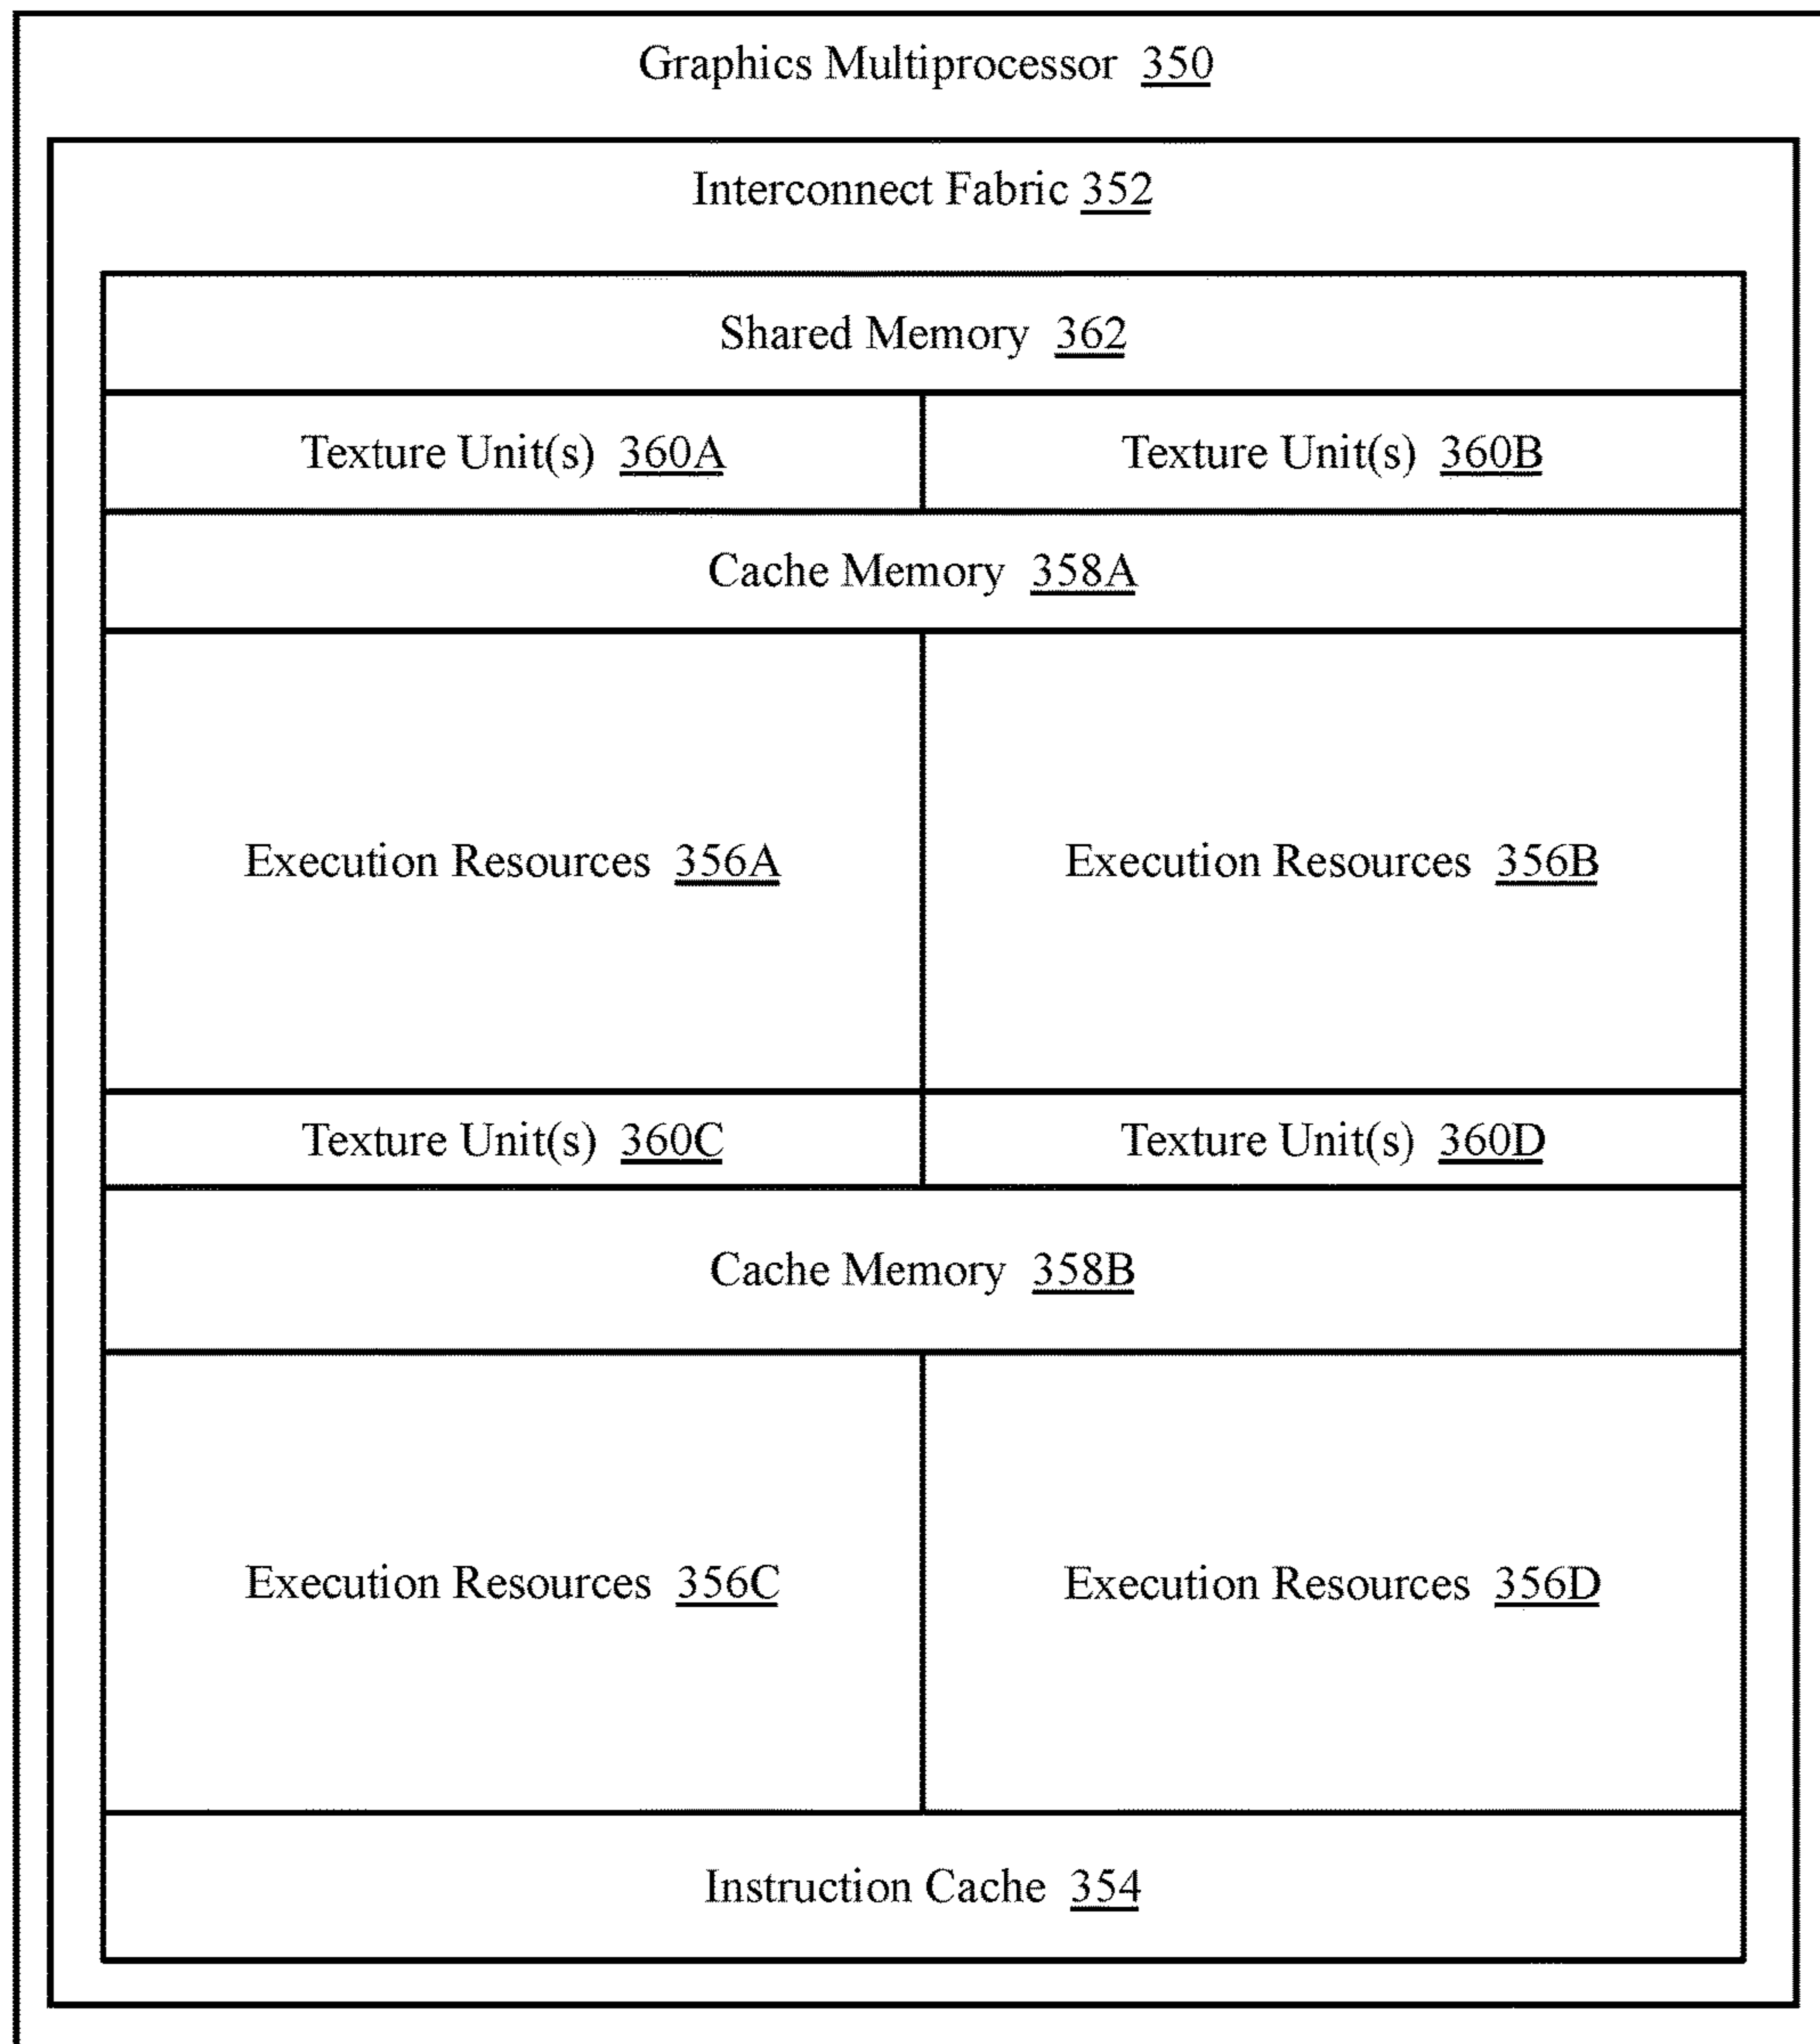 Graphics Multiprocessor 350
Interconnect Fabric 352
Shared Memory 362
Texture Unit(s) 360A
Texture Unit(s) 360B
Cache Memory 358A
Execution Resources 356A
Execution Resources 356B
Texture Unit(s) 360C
Texture Unit(s) 360D
Cache Memory 358B
Execution Resources 356C
Execution Resources 356D
Instruction Cache 354